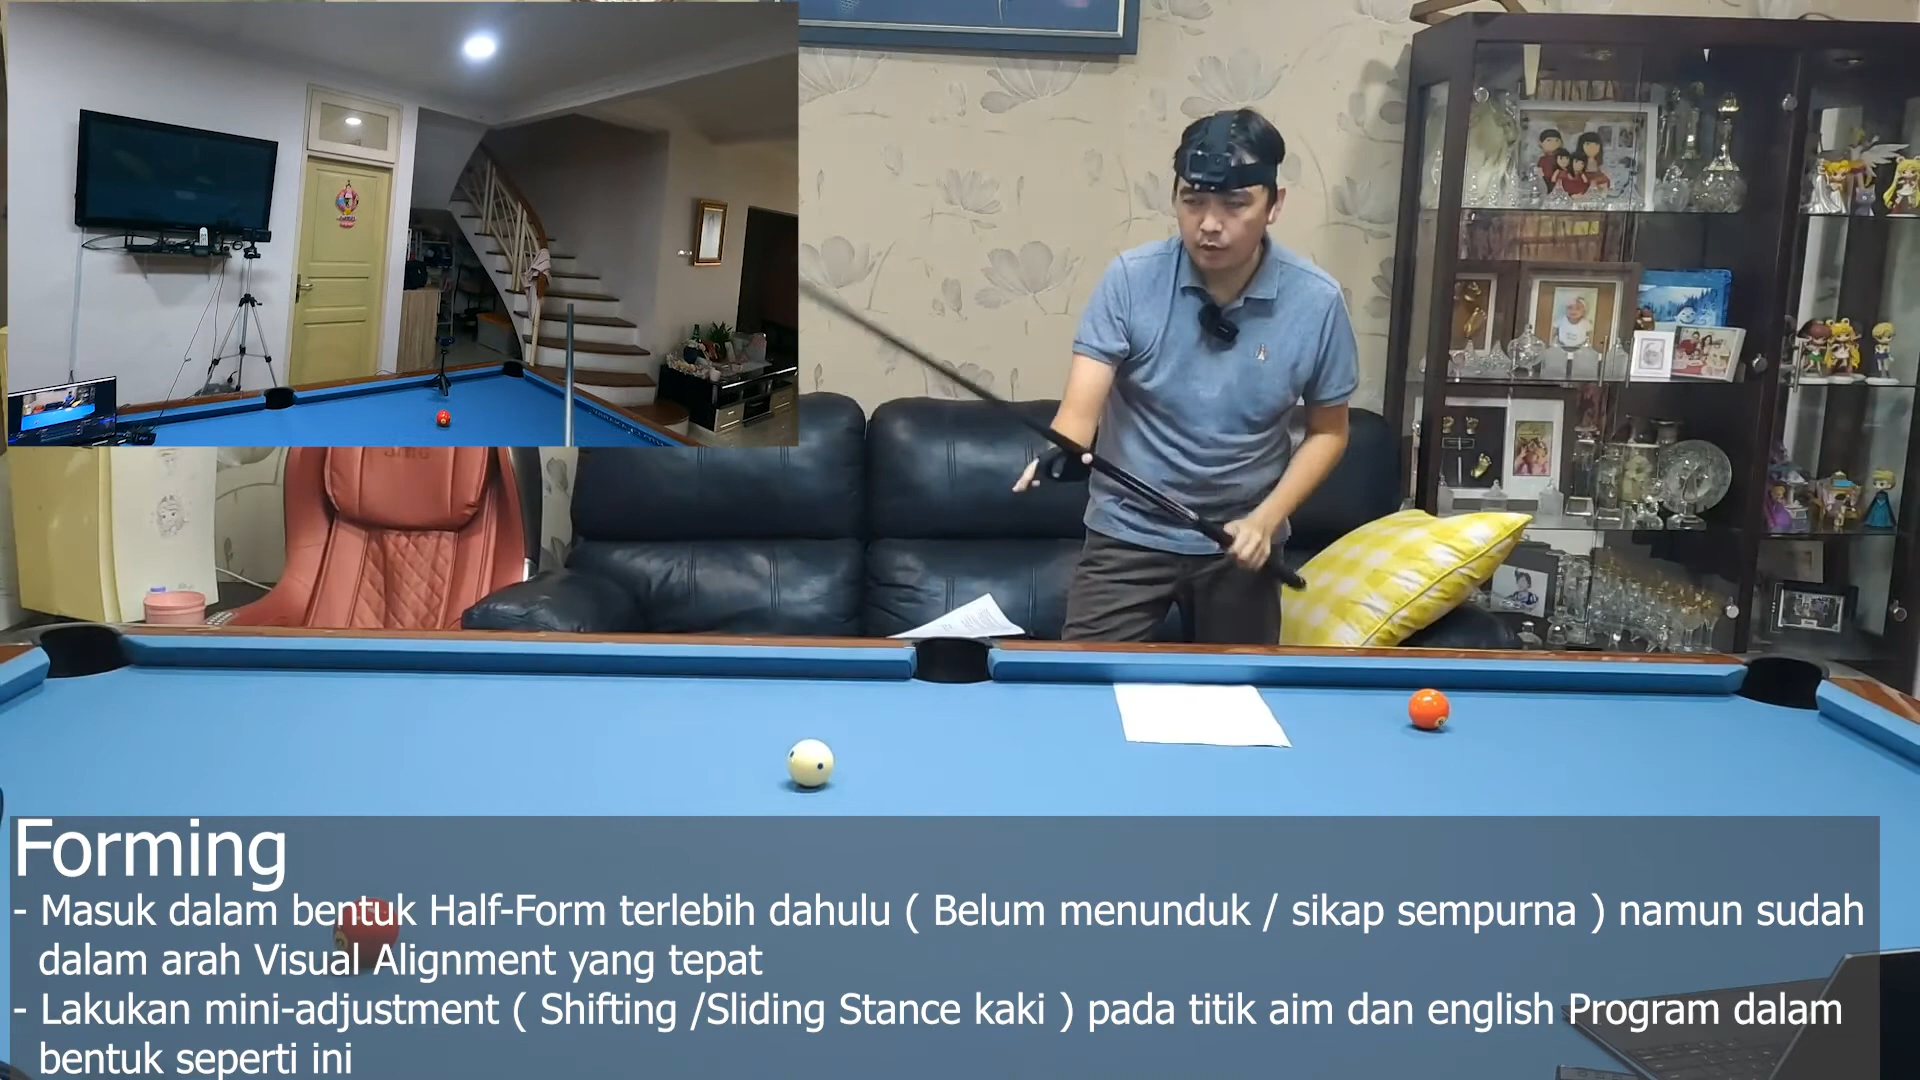 Forming
- Masuk dalam bentuk Half-Form terlebih dahulu ( Belum menunduk / sikap sempurna ) namun sudah
dalam arah Visual Alignment yang tepat
- Lakukan mini-adjustment ( Shifting /Sliding Stance kaki ) pada titik aim dan english Program dalam
bentuk seperti ini